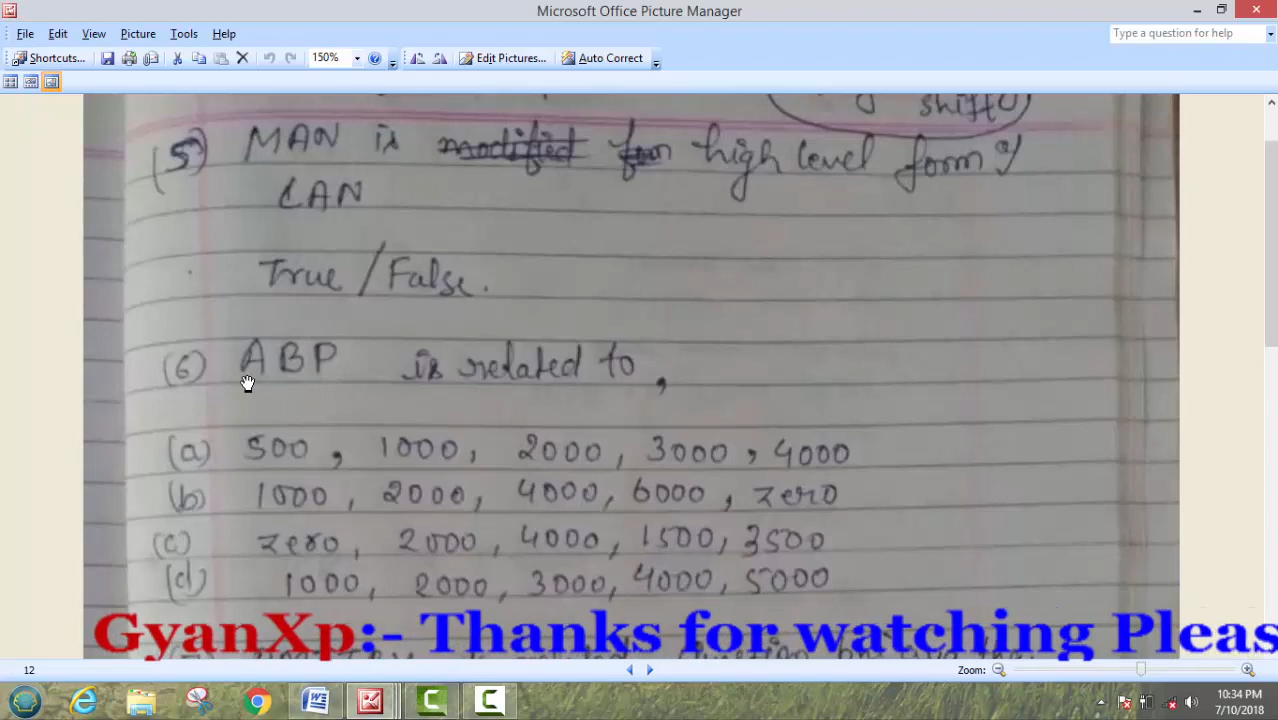 Microsoft Office Picture Manager
File Edit View Picture Tools Help
Type a question for help
Shortcuts... 150% Edit Pictures... Auto Correct
shift()
(5) MAN is modified from high level form of
LAN
True / False.
(6) ABP is related to,
(a) 500, 1000, 2000, 3000, 4000
(b) 1000, 2000, 4000, 6000, zero
(c) zero, 2000, 4000, 1500, 3500
(d) 1000, 2000, 3000, 4000, 5000
GyanXp:- Thanks for watching Pleas
12
Zoom:
10:34 PM
7/10/2018